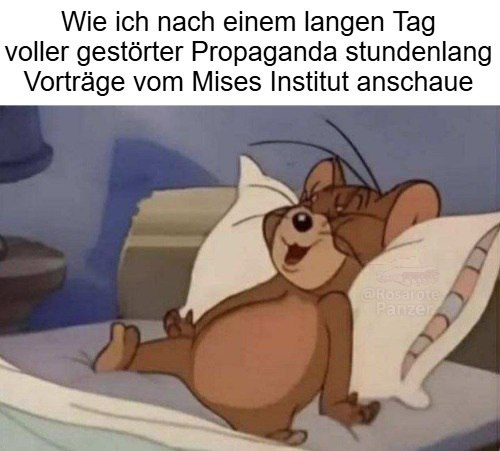 Wie ich nach einem langen Tag
voller gestörter Propaganda stundenlang
Vorträge vom Mises Institut anschaue
@Rosarote
Panzer